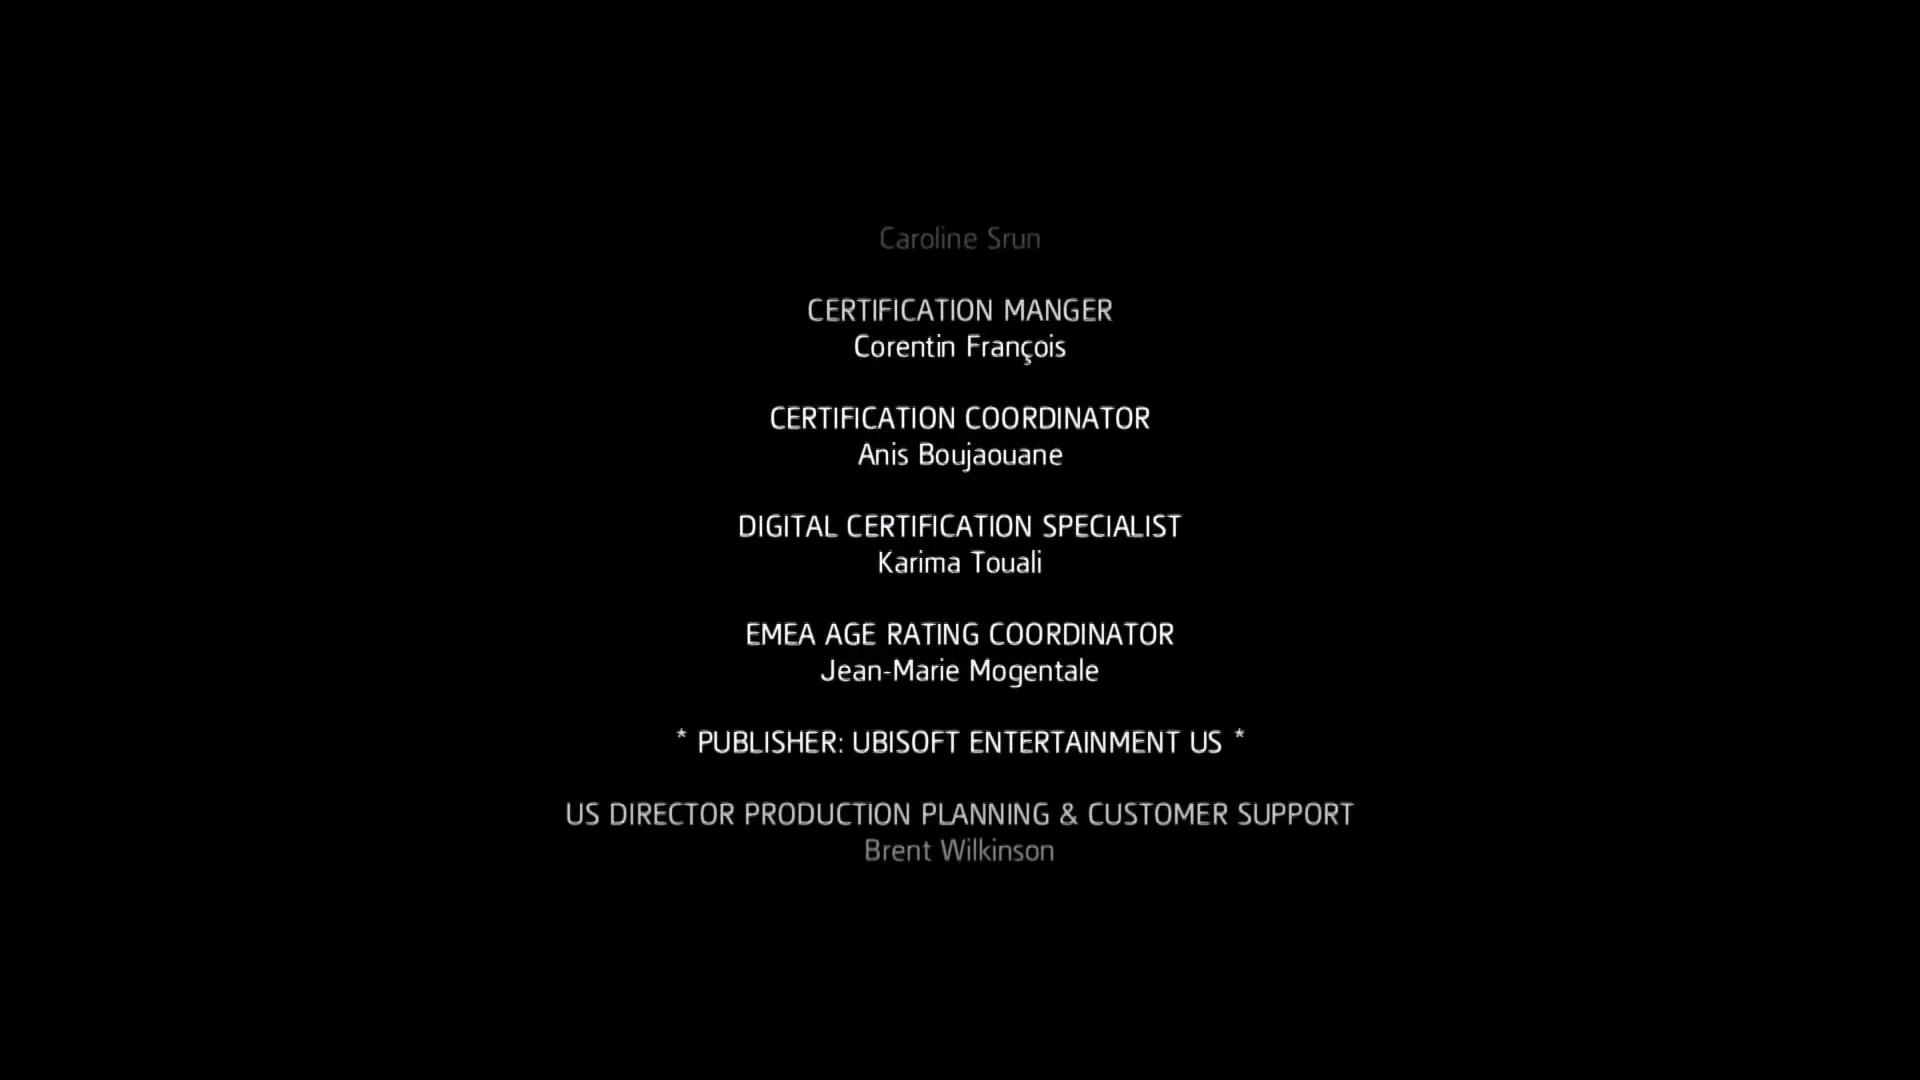 Caroline Srun
CERTIFICATION MANGER
Corentin François
CERTIFICATION COORDINATOR
Anis Boujaouane
DIGITAL CERTIFICATION SPECIALIST
Karima Touali
EMEA AGE RATING COORDINATOR
Jean-Marie Mogentale
* PUBLISHER: UBISOFT ENTERTAINMENT US *
US DIRECTOR PRODUCTION PLANNING & CUSTOMER SUPPORT
Brent Wilkinson